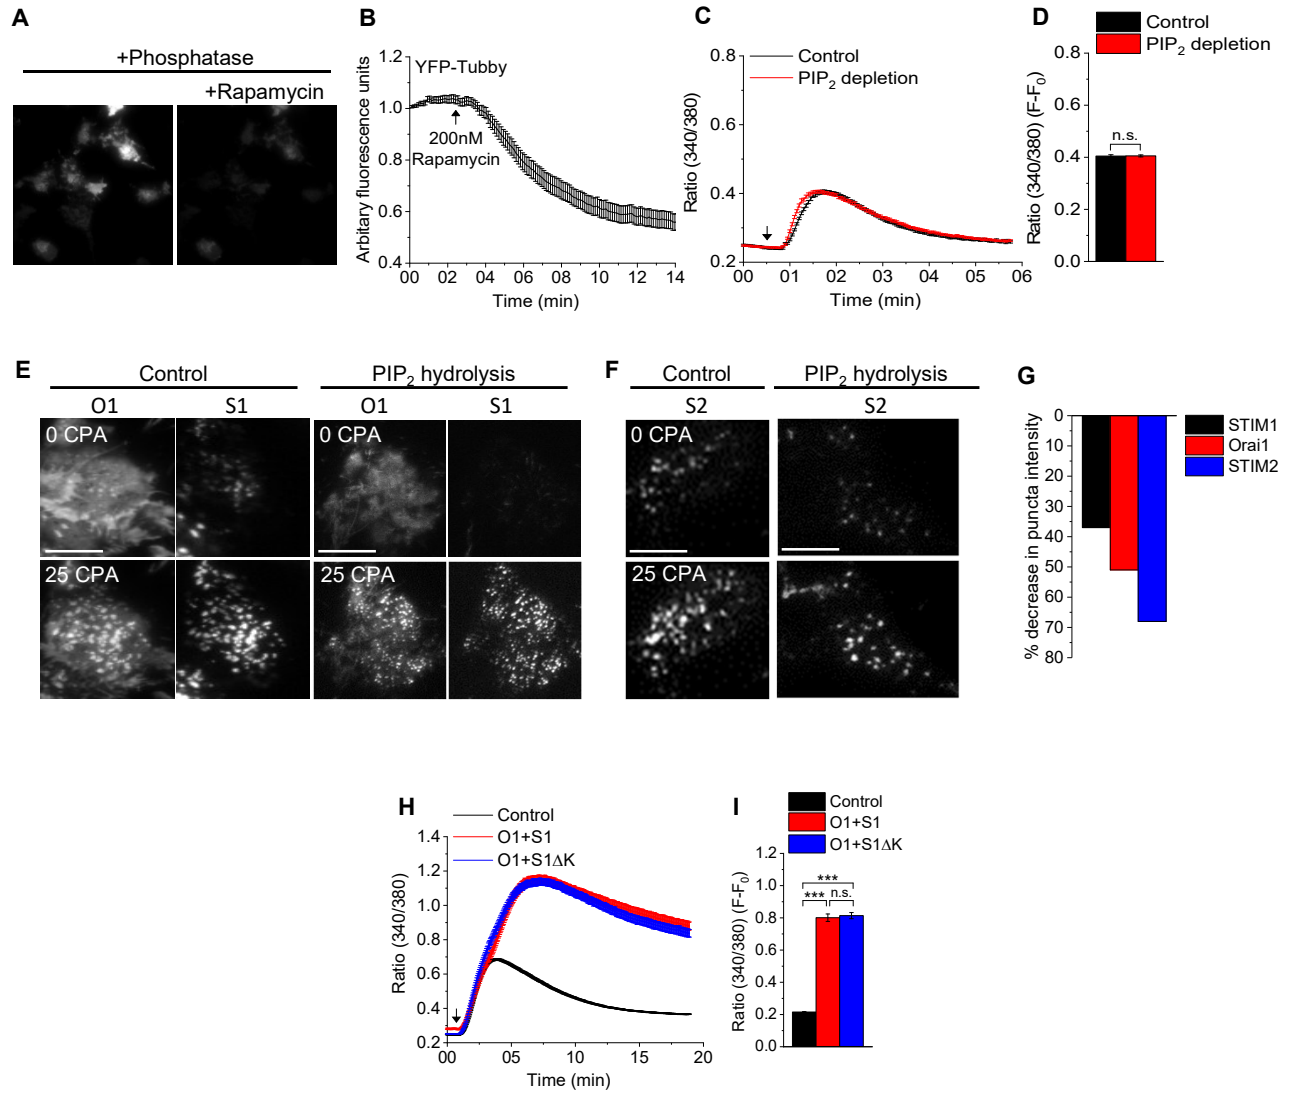 A
+Phosphatase
+Rapamycin
B
YFP-Tubby
200nM
Rapamycin
Arbitary fluorescence units
1.2
1.0
0.8
0.6
0.4
00 02 04 06 08 10 12 14
Time (min)
C
Control
PIP2 depletion
Ratio (340/380)
0.8
0.6
0.4
0.2
00 01 02 03 04 05 06
Time (min)
D
Control
PIP2 depletion
Ratio (340/380) (F-F0)
0.8
0.6
0.4
0.2
0.0
n.s.
E
Control PIP2 hydrolysis
O1 S1 O1 S1
0 CPA 0 CPA
25 CPA 25 CPA
F
Control PIP2 hydrolysis
S2 S2
0 CPA
25 CPA
G
% decrease in puncta intensity
0
10
20
30
40
50
60
70
80
STIM1
Orai1
STIM2
H
Control
O1+S1
O1+S1ΔK
Ratio (340/380)
1.4
1.2
1.0
0.8
0.6
0.4
0.2
00 05 10 15 20
Time (min)
I
Control
O1+S1
O1+S1ΔK
Ratio (340/380) (F-F0)
1.2
1.0
0.8
0.6
0.4
0.2
0.0
***
*** n.s.